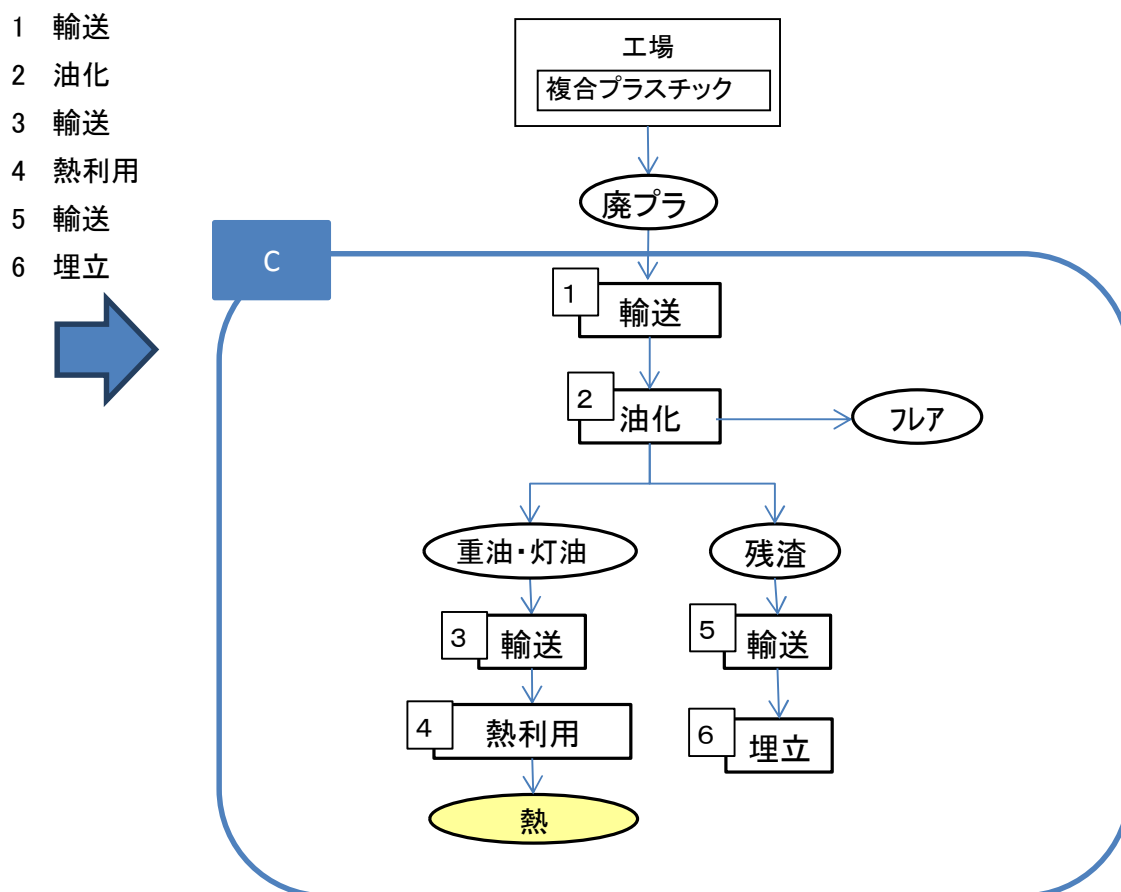 1 輸送
2 油化
3 輸送
4 熱利用
5 輸送
6 埋立
工場
複合プラスチック
廃プラ
C
1
輸送
2
油化
フレア
重油・灯油
残渣
3
輸送
5
輸送
4
熱利用
6
埋立
熱